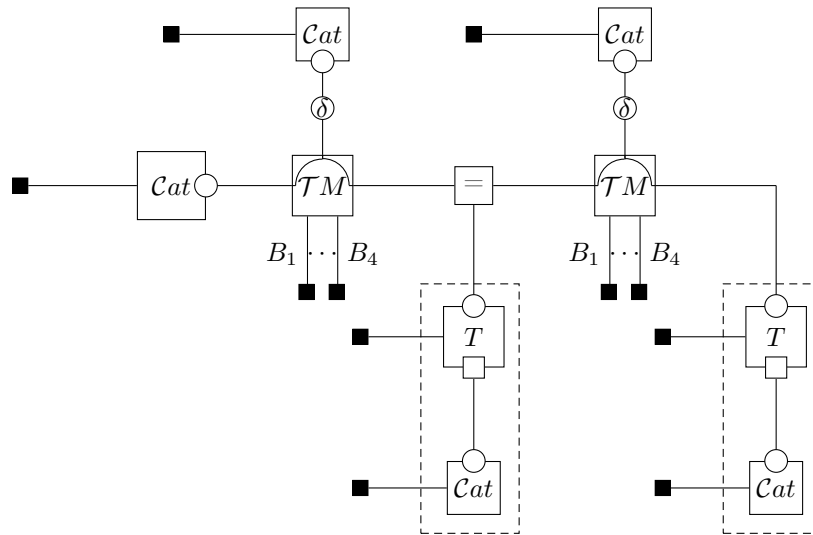 Cat Cat
δ δ
Cat TM = TM
B₁ ⋯ B₄ B₁ ⋯ B₄
T T
Cat Cat